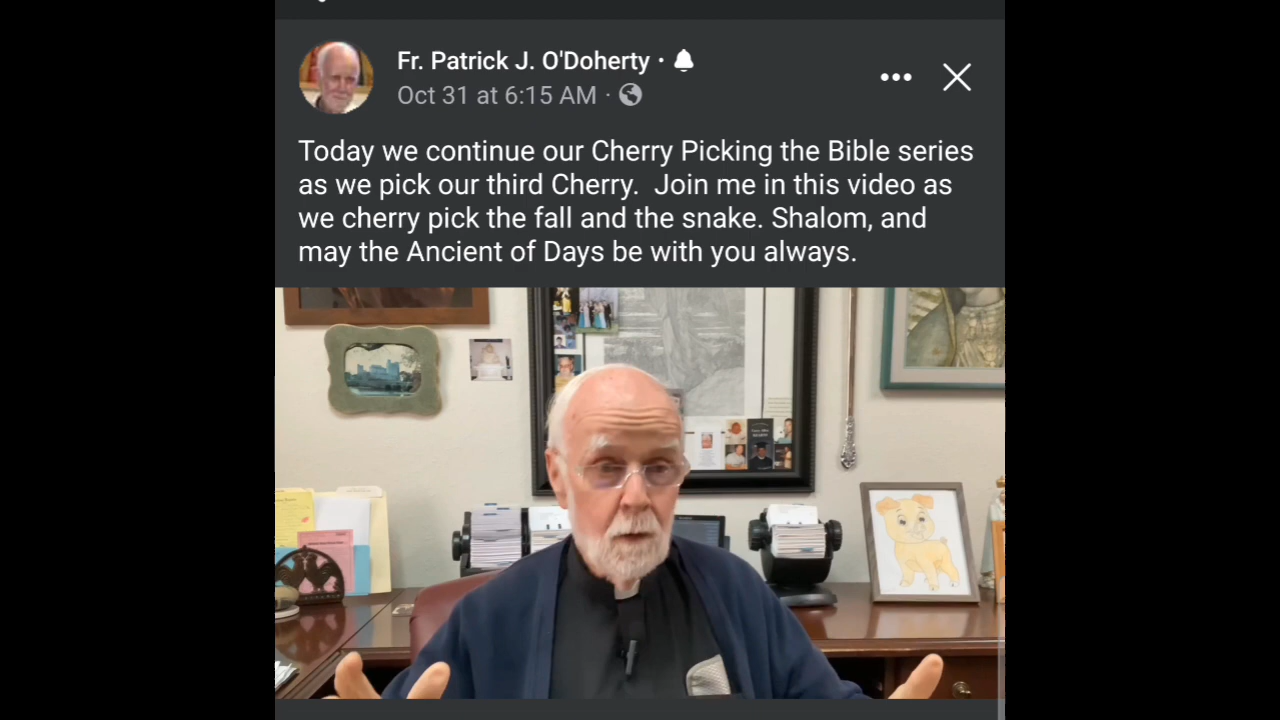 Fr. Patrick J. O'Doherty ·
Oct 31 at 6:15 AM ·
Today we continue our Cherry Picking the Bible series
as we pick our third Cherry.  Join me in this video as
we cherry pick the fall and the snake. Shalom, and
may the Ancient of Days be with you always.